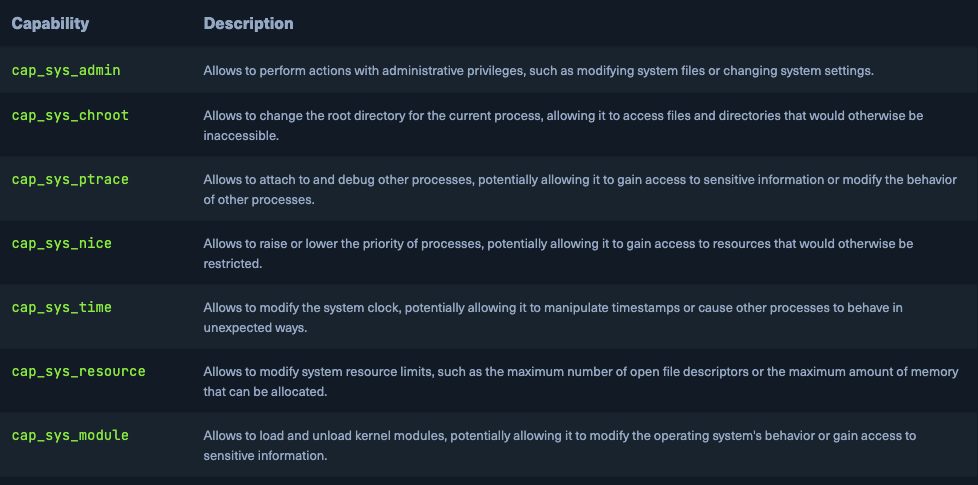 Capability Description
cap_sys_admin Allows to perform actions with administrative privileges, such as modifying system files or changing system settings.
cap_sys_chroot Allows to change the root directory for the current process, allowing it to access files and directories that would otherwise be
inaccessible.
cap_sys_ptrace Allows to attach to and debug other processes, potentially allowing it to gain access to sensitive information or modify the behavior
of other processes.
cap_sys_nice Allows to raise or lower the priority of processes, potentially allowing it to gain access to resources that would otherwise be
restricted.
cap_sys_time Allows to modify the system clock, potentially allowing it to manipulate timestamps or cause other processes to behave in
unexpected ways.
cap_sys_resource Allows to modify system resource limits, such as the maximum number of open file descriptors or the maximum amount of memory
that can be allocated.
cap_sys_module Allows to load and unload kernel modules, potentially allowing it to modify the operating system's behavior or gain access to
sensitive information.